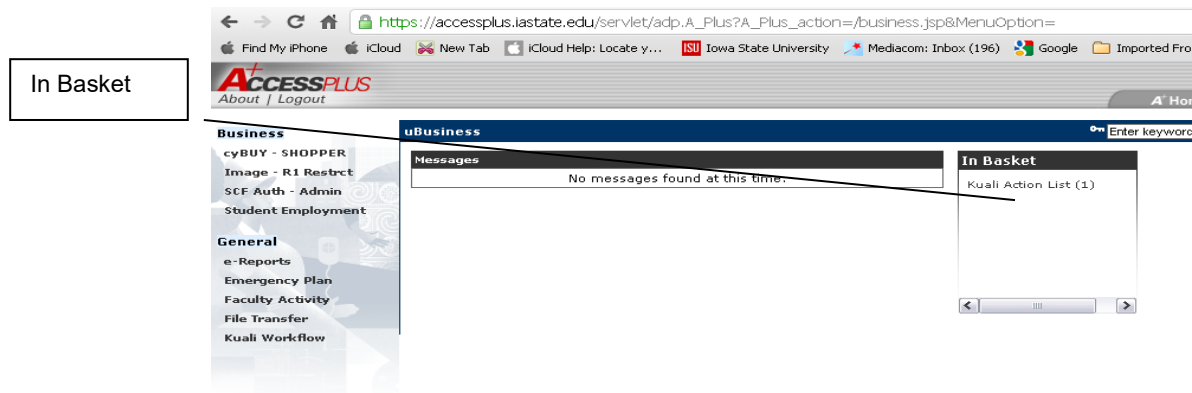 https://accessplus.iastate.edu/servlet/adp.A_Plus?A_Plus_action=/business.jsp&MenuOption=
Find My iPhone iCloud New Tab iCloud Help: Locate y... ISU Iowa State University Mediacom: Inbox (196) Google Imported Fro
In Basket
A+CCESSPLUS
About | Logout
A+ Hor
Business
uBusiness
Enter keyword
cyBUY - SHOPPER
Image - R1 Restrct
SCF Auth - Admin
Student Employment
Messages
No messages found at this time.
In Basket
Kuali Action List (1)
General
e-Reports
Emergency Plan
Faculty Activity
File Transfer
Kuali Workflow